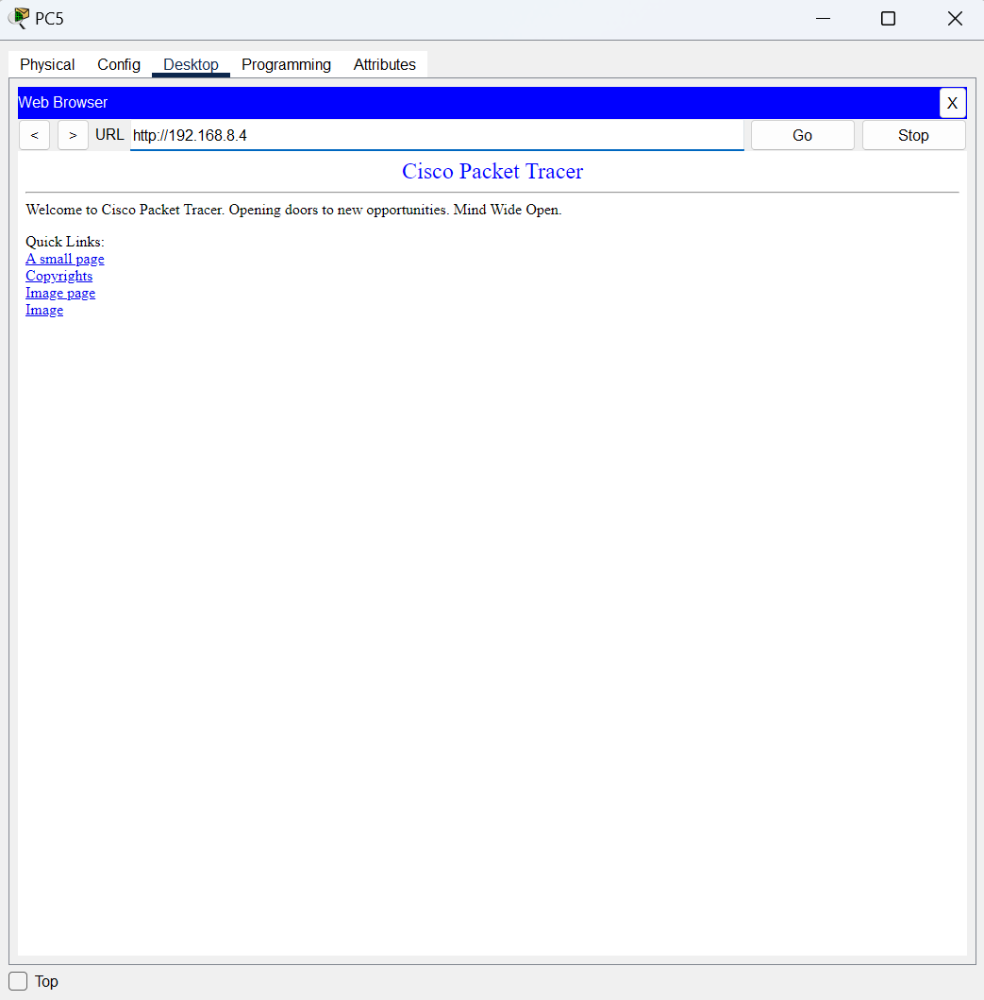 PC5
Physical Config Desktop Programming Attributes
Web Browser X
< > URL http://192.168.8.4 Go Stop
Cisco Packet Tracer
Welcome to Cisco Packet Tracer. Opening doors to new opportunities. Mind Wide Open.
Quick Links:
A small page
Copyrights
Image page
Image
Top